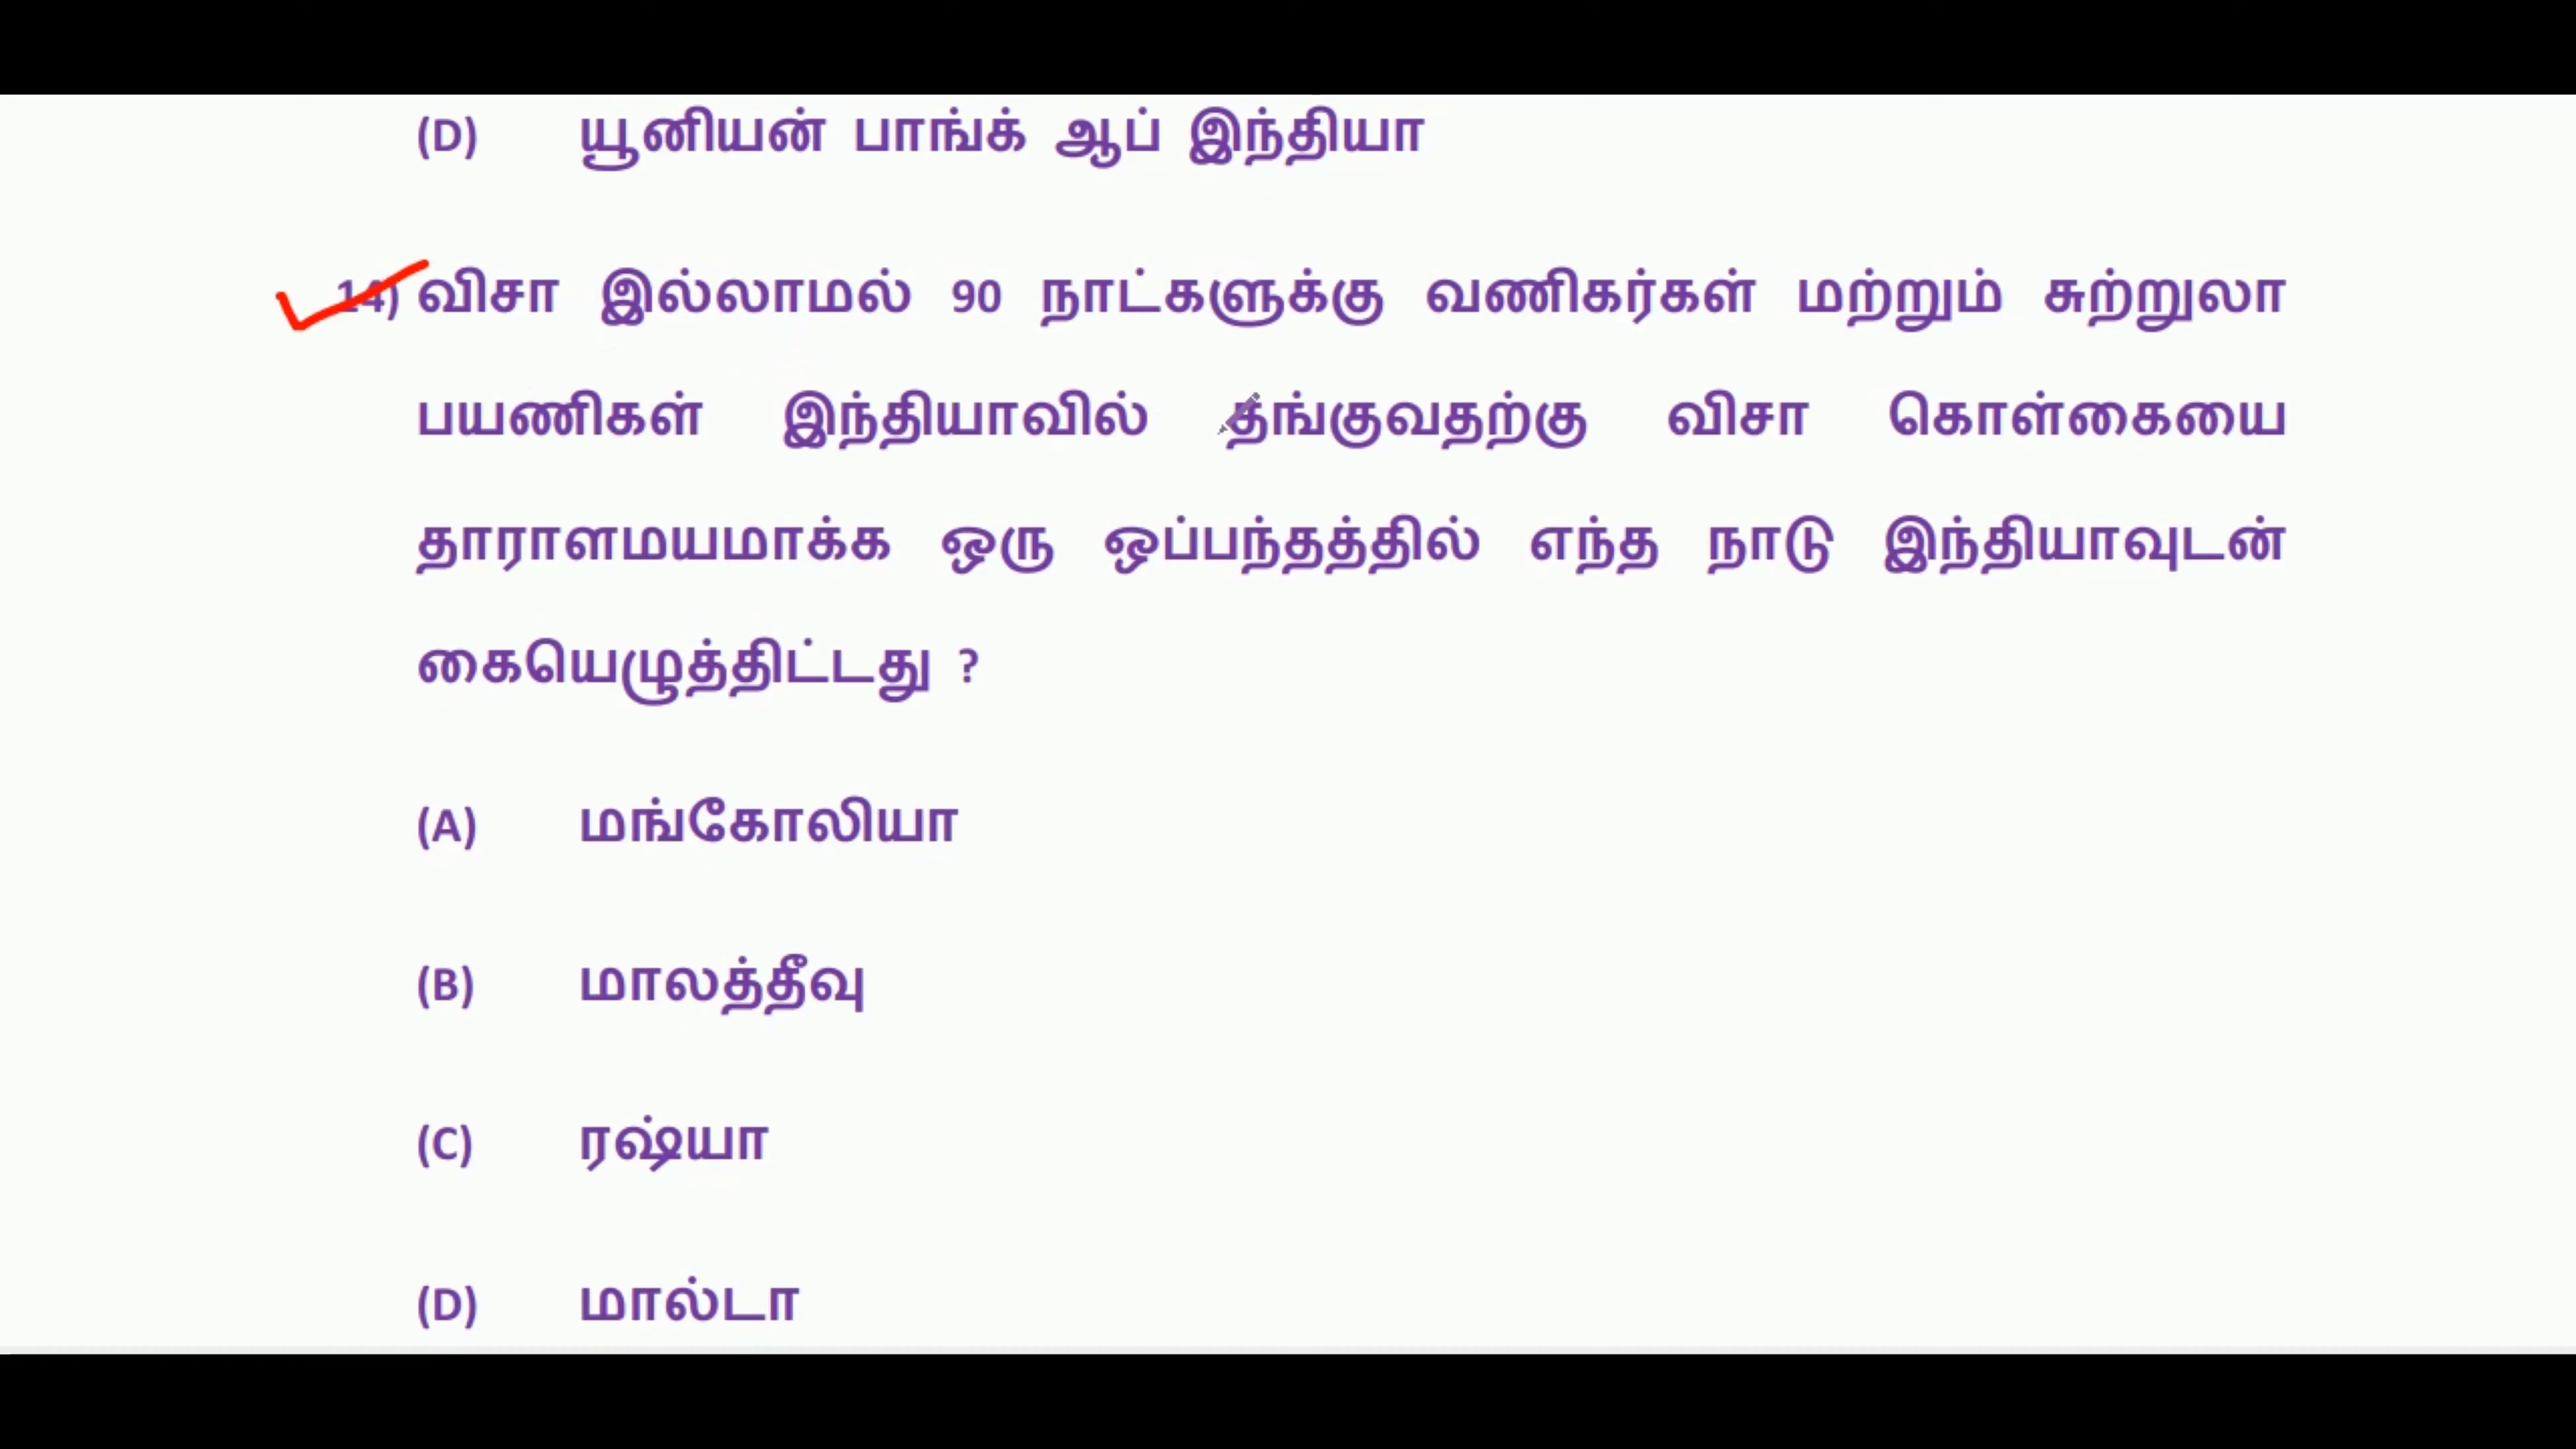 (D) யூனியன் பாங்க் ஆப் இந்தியா
14) விசா இல்லாமல் 90 நாட்களுக்கு வணிகர்கள் மற்றும் சுற்றுலா
பயணிகள் இந்தியாவில் தங்குவதற்கு விசா கொள்கையை
தாராளமயமாக்க ஒரு ஒப்பந்தத்தில் எந்த நாடு இந்தியாவுடன்
கையெழுத்திட்டது ?
(A) மங்கோலியா
(B) மாலத்தீவு
(C) ரஷ்யா
(D) மால்டா